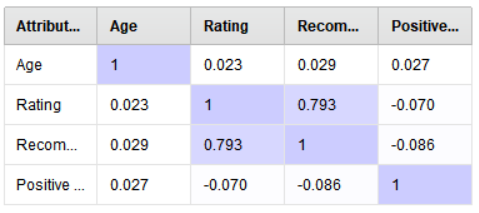 Attribut... Age Rating Recom... Positive...
Age 1 0.023 0.029 0.027
Rating 0.023 1 0.793 -0.070
Recom... 0.029 0.793 1 -0.086
Positive ... 0.027 -0.070 -0.086 1